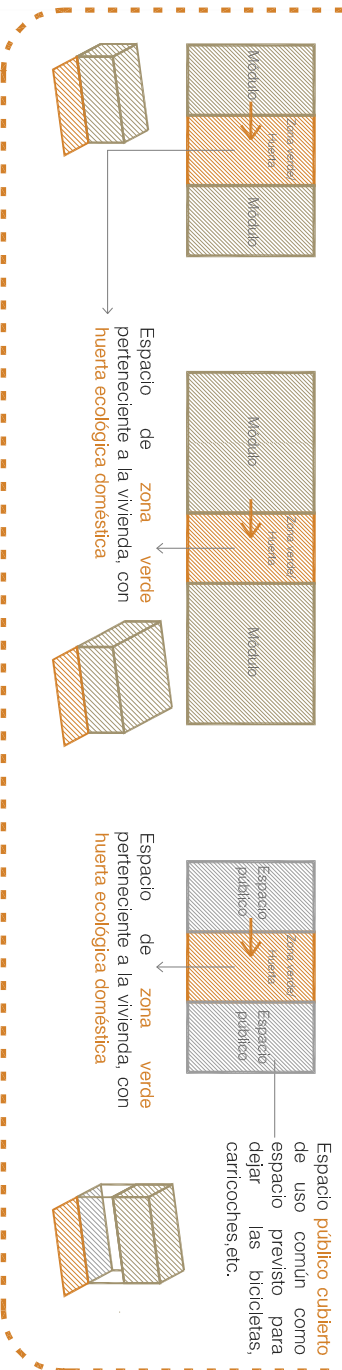 Módulo
Zona verde/
Huerta
Módulo
Espacio de zona verde
perteneciente a la vivienda, con
huerta ecológica doméstica
Módulo
Zona verde/
Huerta
Módulo
Espacio
público
Zona verde/
Huerta
Espacio
público
Espacio de zona verde
perteneciente a la vivienda, con
huerta ecológica doméstica
Espacio público cubierto
de uso común como
espacio previsto para
dejar las bicicletas,
carricoches,etc.